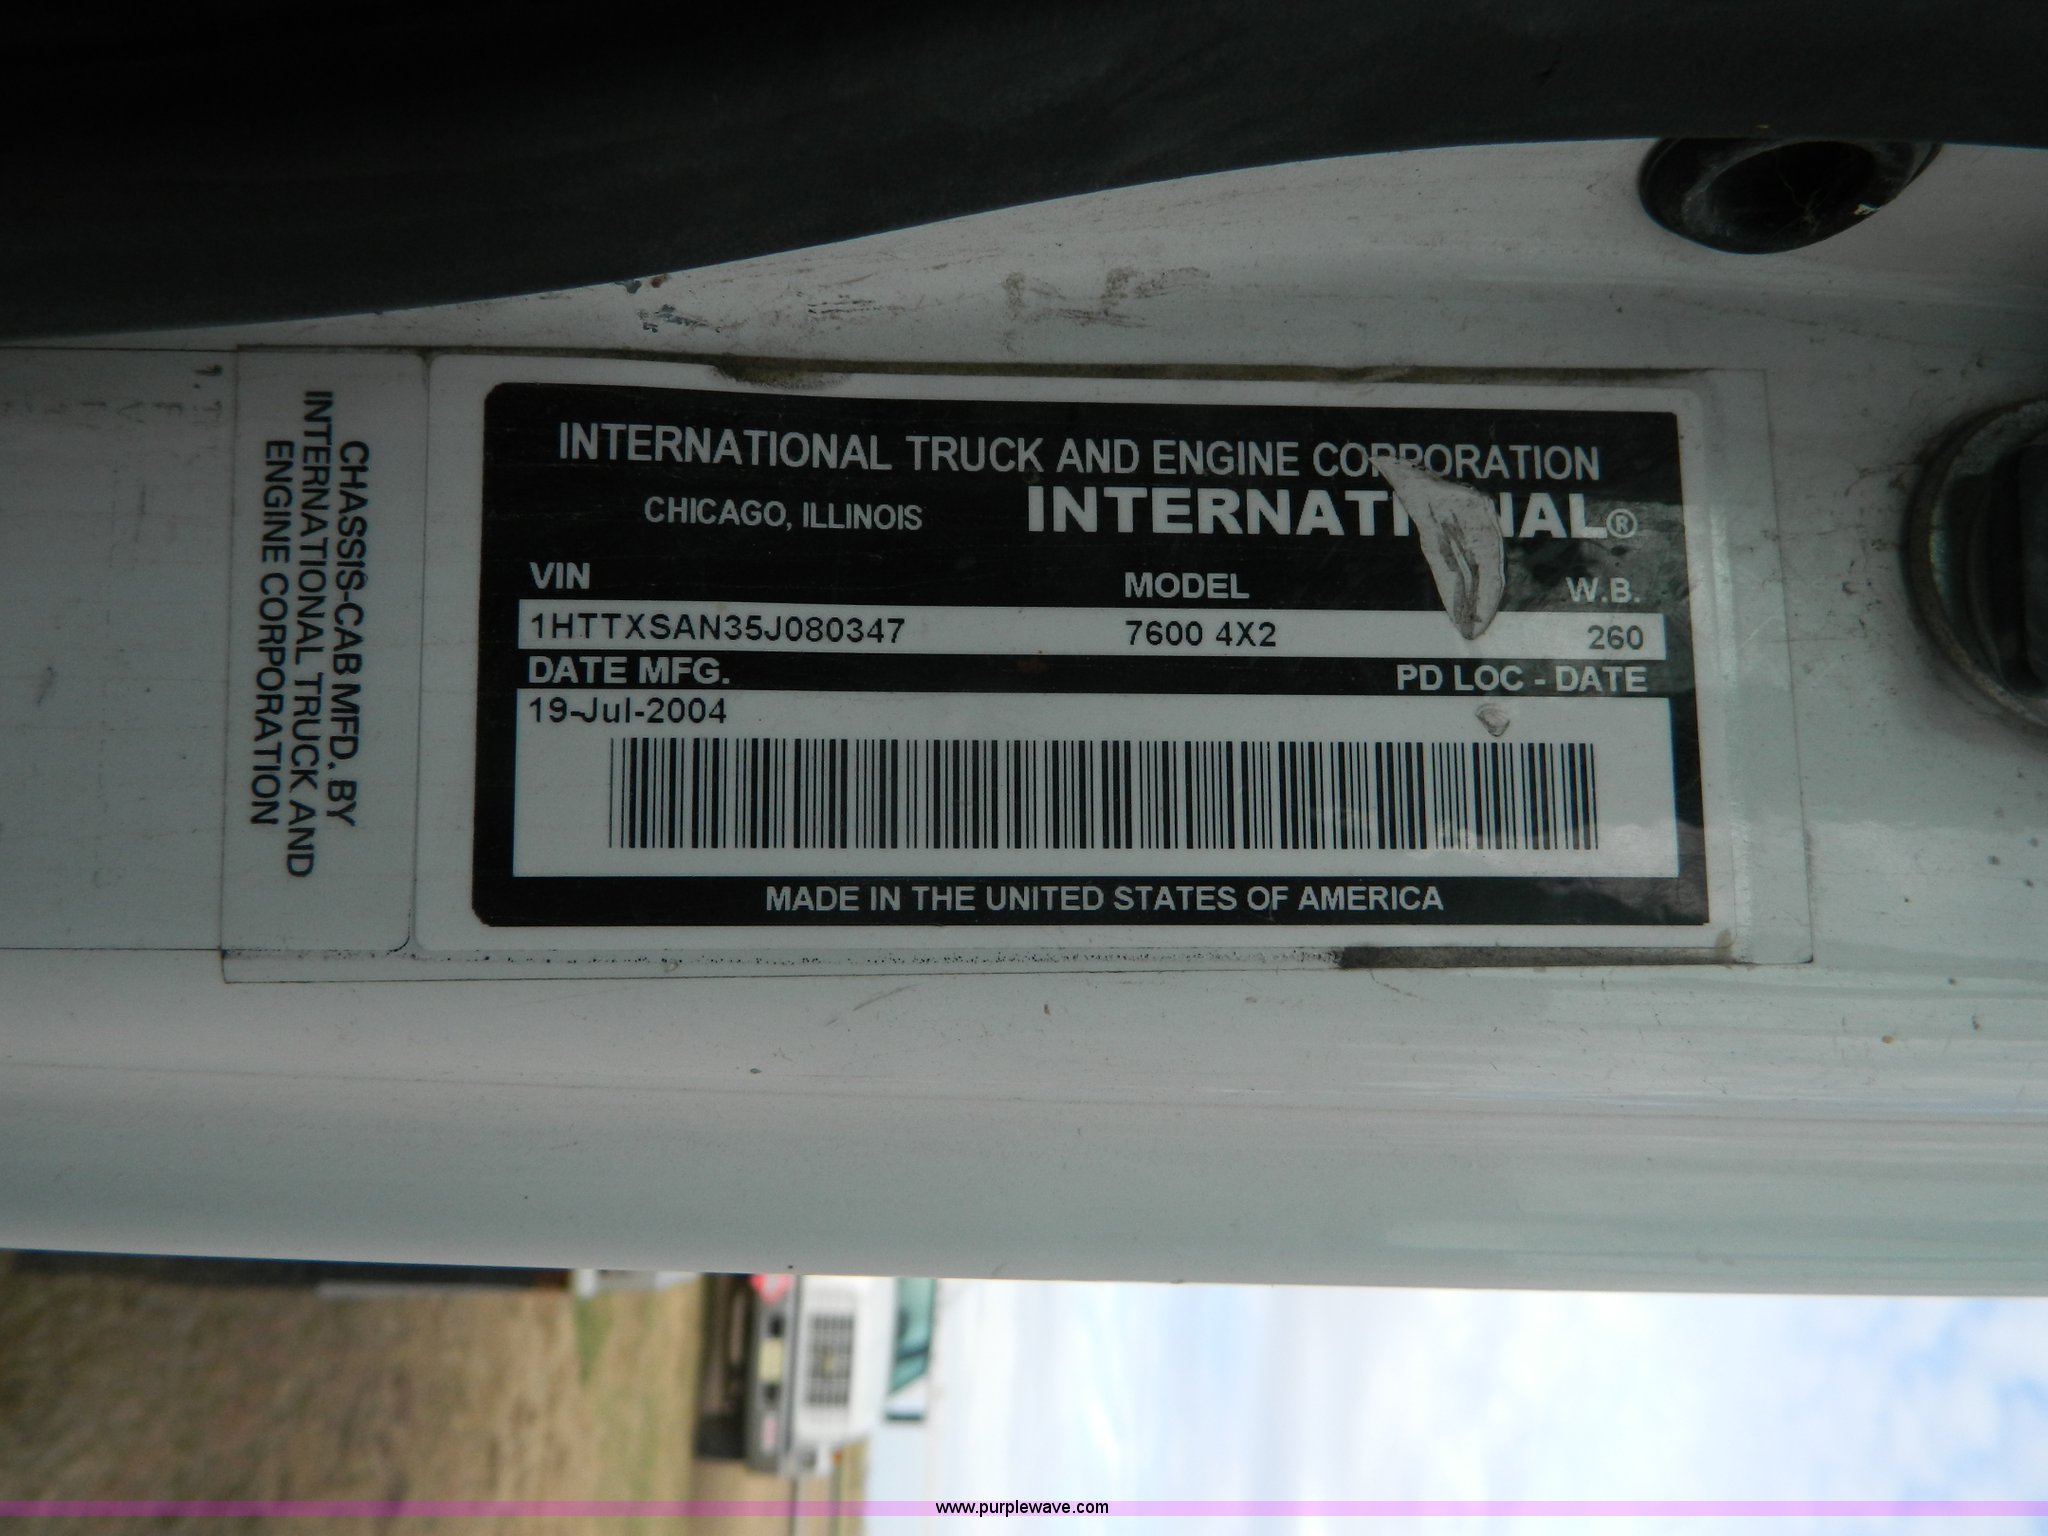 INTERNATIONAL TRUCK AND ENGINE CORPORATION
CHICAGO, ILLINOIS INTERNATIONAL®
VIN MODEL W.B.
1HTTXSAN35J080347 7600 4X2 260
DATE MFG. PD LOC - DATE
19-Jul-2004
MADE IN THE UNITED STATES OF AMERICA
CHASSIS-CAB MFD. BY
INTERNATIONAL TRUCK AND
ENGINE CORPORATION
www.purplewave.com